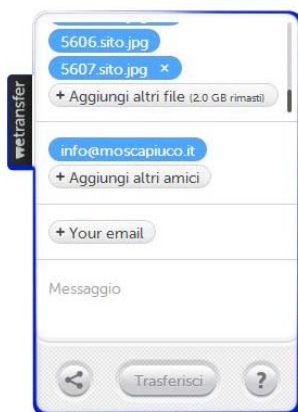 5606.sito.jpg
5607.sito.jpg ×
+ Aggiungi altri file (2.0 GB rimasti)
wetransfer
info@moscapiuco.it
+ Aggiungi altri amici
+ Your email
Messaggio
Trasferisci
?